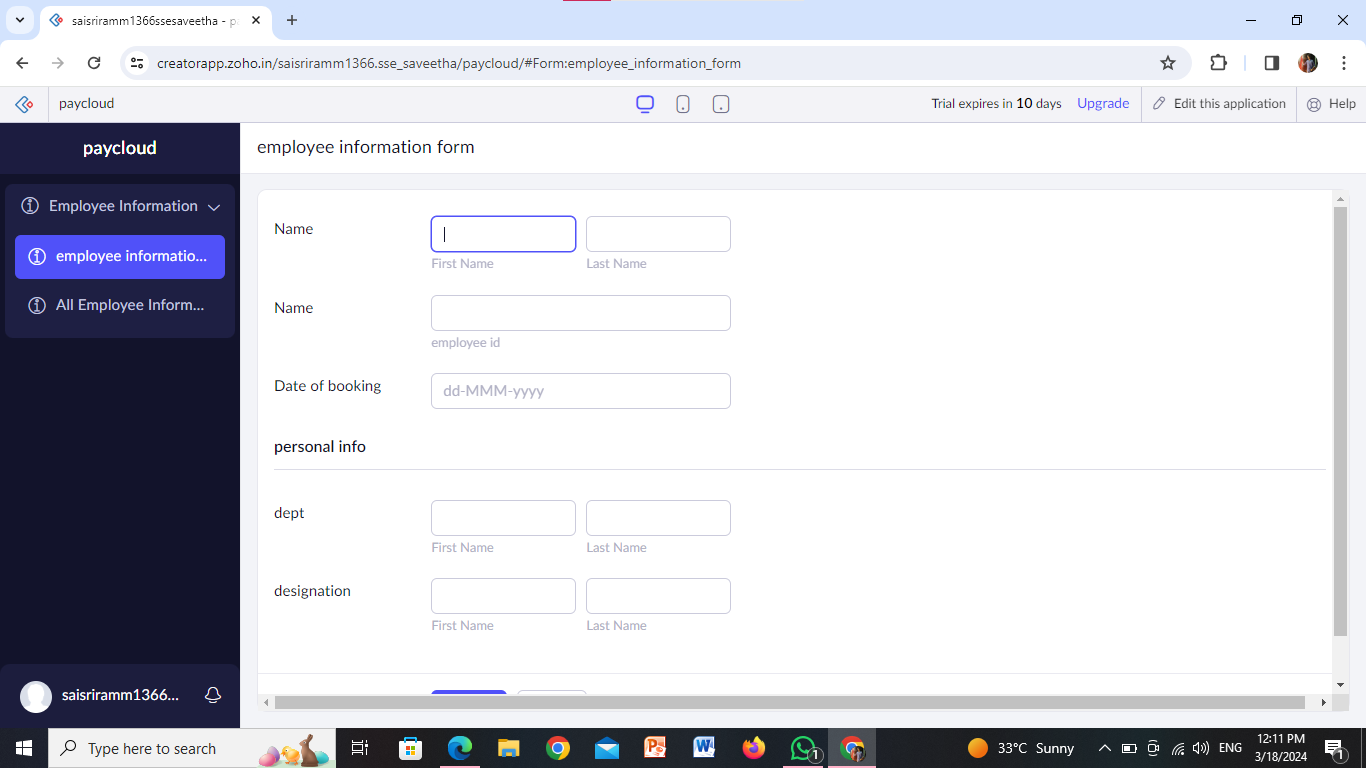 saisriramm1366ssesaveetha - p
creatorapp.zoho.in/saisriramm1366.sse_saveetha/paycloud/#Form:employee_information_form
paycloud
Trial expires in 10 days Upgrade Edit this application Help
paycloud
employee information form
Employee Information
employee informatio...
All Employee Inform...
Name
First Name Last Name
Name
employee id
Date of booking dd-MMM-yyyy
personal info
dept
First Name Last Name
designation
First Name Last Name
saisriramm1366...
Type here to search
1
33°C Sunny
ENG
12:11 PM
3/18/2024
1